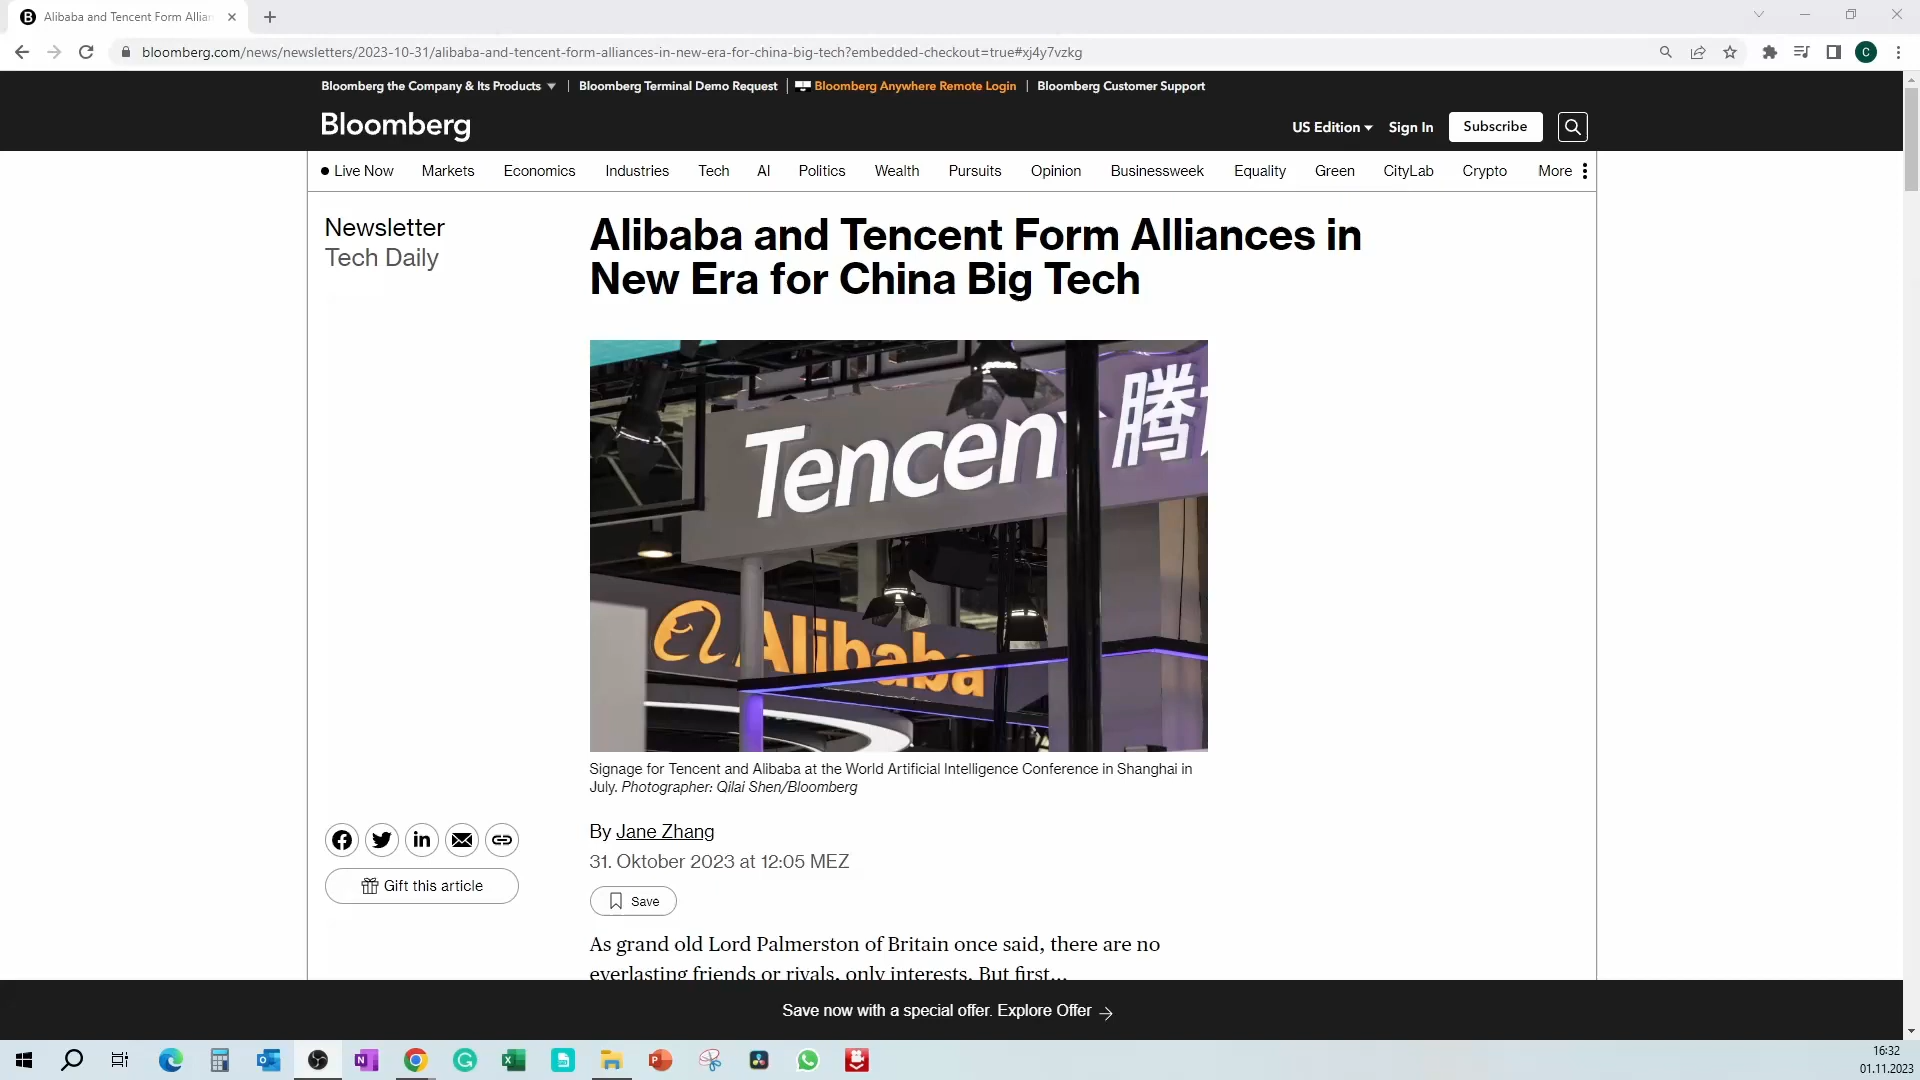 Alibaba and Tencent Form Allian
bloomberg.com/news/newsletters/2023-10-31/alibaba-and-tencent-form-alliances-in-new-era-for-china-big-tech?embedded-checkout=true#xj4y7vzkg
C
Bloomberg the Company & Its Products | Bloomberg Terminal Demo Request | Bloomberg Anywhere Remote Login | Bloomberg Customer Support
Bloomberg
US Edition Sign In Subscribe
Live Now Markets Economics Industries Tech AI Politics Wealth Pursuits Opinion Businessweek Equality Green CityLab Crypto More
Newsletter
Tech Daily
Alibaba and Tencent Form Alliances in
New Era for China Big Tech
Tencen 腾
Alibaba
Signage for Tencent and Alibaba at the World Artificial Intelligence Conference in Shanghai in
July. Photographer: Qilai Shen/Bloomberg
By Jane Zhang
31. Oktober 2023 at 12:05 MEZ
Gift this article
Save
As grand old Lord Palmerston of Britain once said, there are no
everlasting friends or rivals, only interests. But first...
Save now with a special offer. Explore Offer →
16:32
01.11.2023